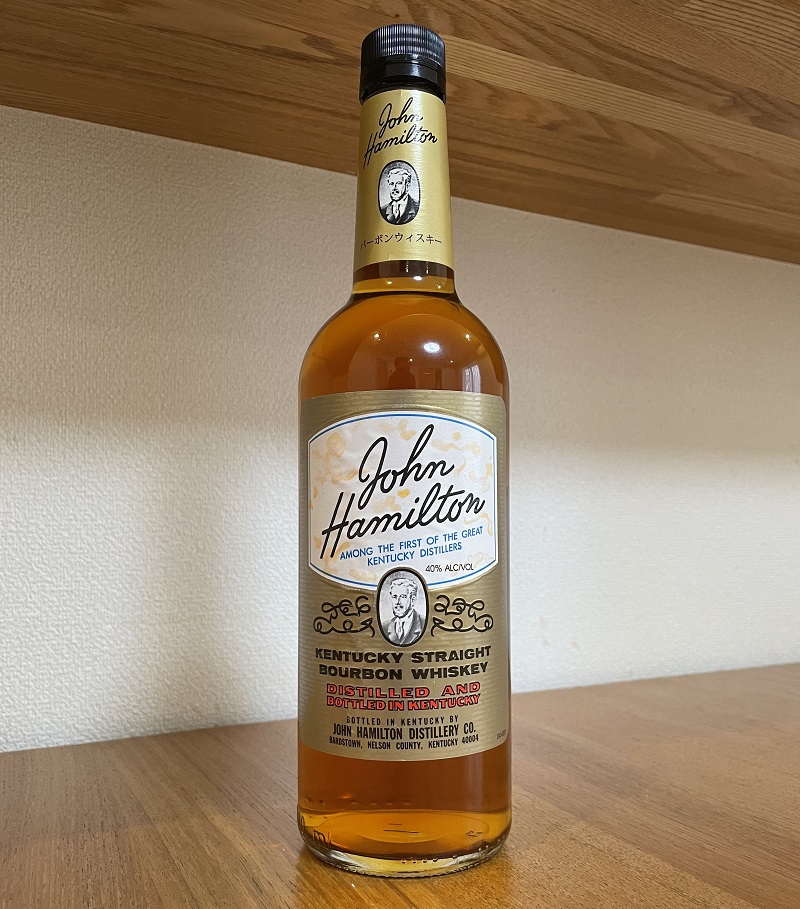 John
Hamilton
バーボンウィスキー
John
Hamilton
AMONG THE FIRST OF THE GREAT
KENTUCKY DISTILLERS
40% ALC/VOL
KENTUCKY STRAIGHT
BOURBON WHISKEY
DISTILLED AND
BOTTLED IN KENTUCKY
BOTTLED IN KENTUCKY BY
JOHN HAMILTON DISTILLERY CO.
BARDSTOWN, NELSON COUNTY, KENTUCKY 40004